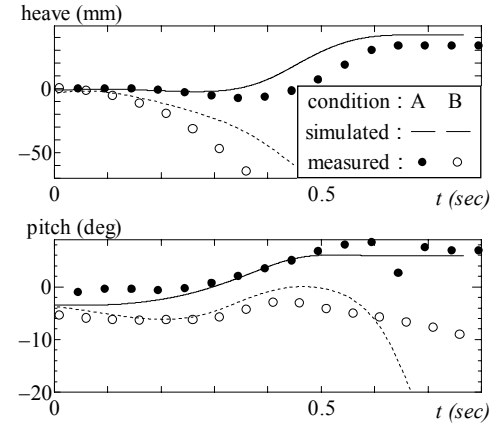 heave (mm)
0
−50
condition : A B
simulated :
measured :
0
0.5
t (sec)
pitch (deg)
0
−10
−20
0
0.5
t (sec)